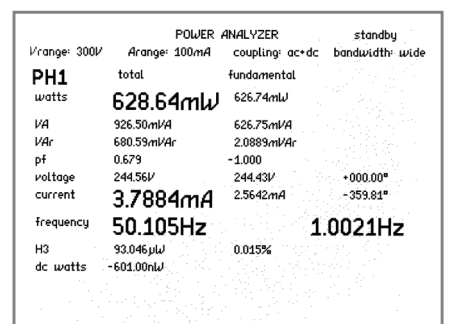 POWER ANALYZER standby
Vrange: 300V Arange: 100mA coupling: ac+dc bandwidth: wide
PH1 total fundamental
watts 628.64mW 626.74mW
VA 926.50mVA 626.75mVA
VAr 680.59mVAr 2.0889mVAr
pf 0.679 -1.000
voltage 244.56V 244.43V +000.00°
current 3.7884mA 2.5642mA -359.81°
frequency 50.105Hz 1.0021Hz
H3 93.046µW 0.015%
dc watts -601.00nW